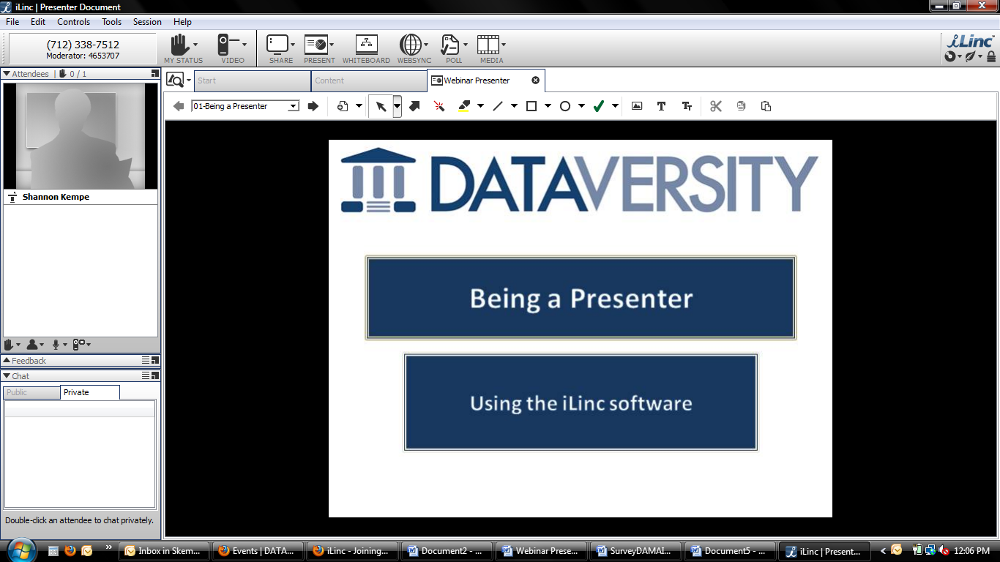 iLinc | Presenter Document
File Edit Controls Tools Session Help
(712) 338-7512
Moderator: 4653707
MY STATUS VIDEO SHARE PRESENT WHITEBOARD WEBSYNC POLL MEDIA
iLinc
Attendees | 0 / 1
Start Content Webinar Presenter
01-Being a Presenter
DATAVERSITY
Shannon Kempe
Being a Presenter
Using the iLinc software
Feedback
Chat
Public Private
Double-click an attendee to chat privately.
Inbox in Skem... Events | DATA... iLinc - Joining... Document2 - ... Webinar Prese... SurveyDAMAI... Document5 - ... iLinc | Present... 12:06 PM